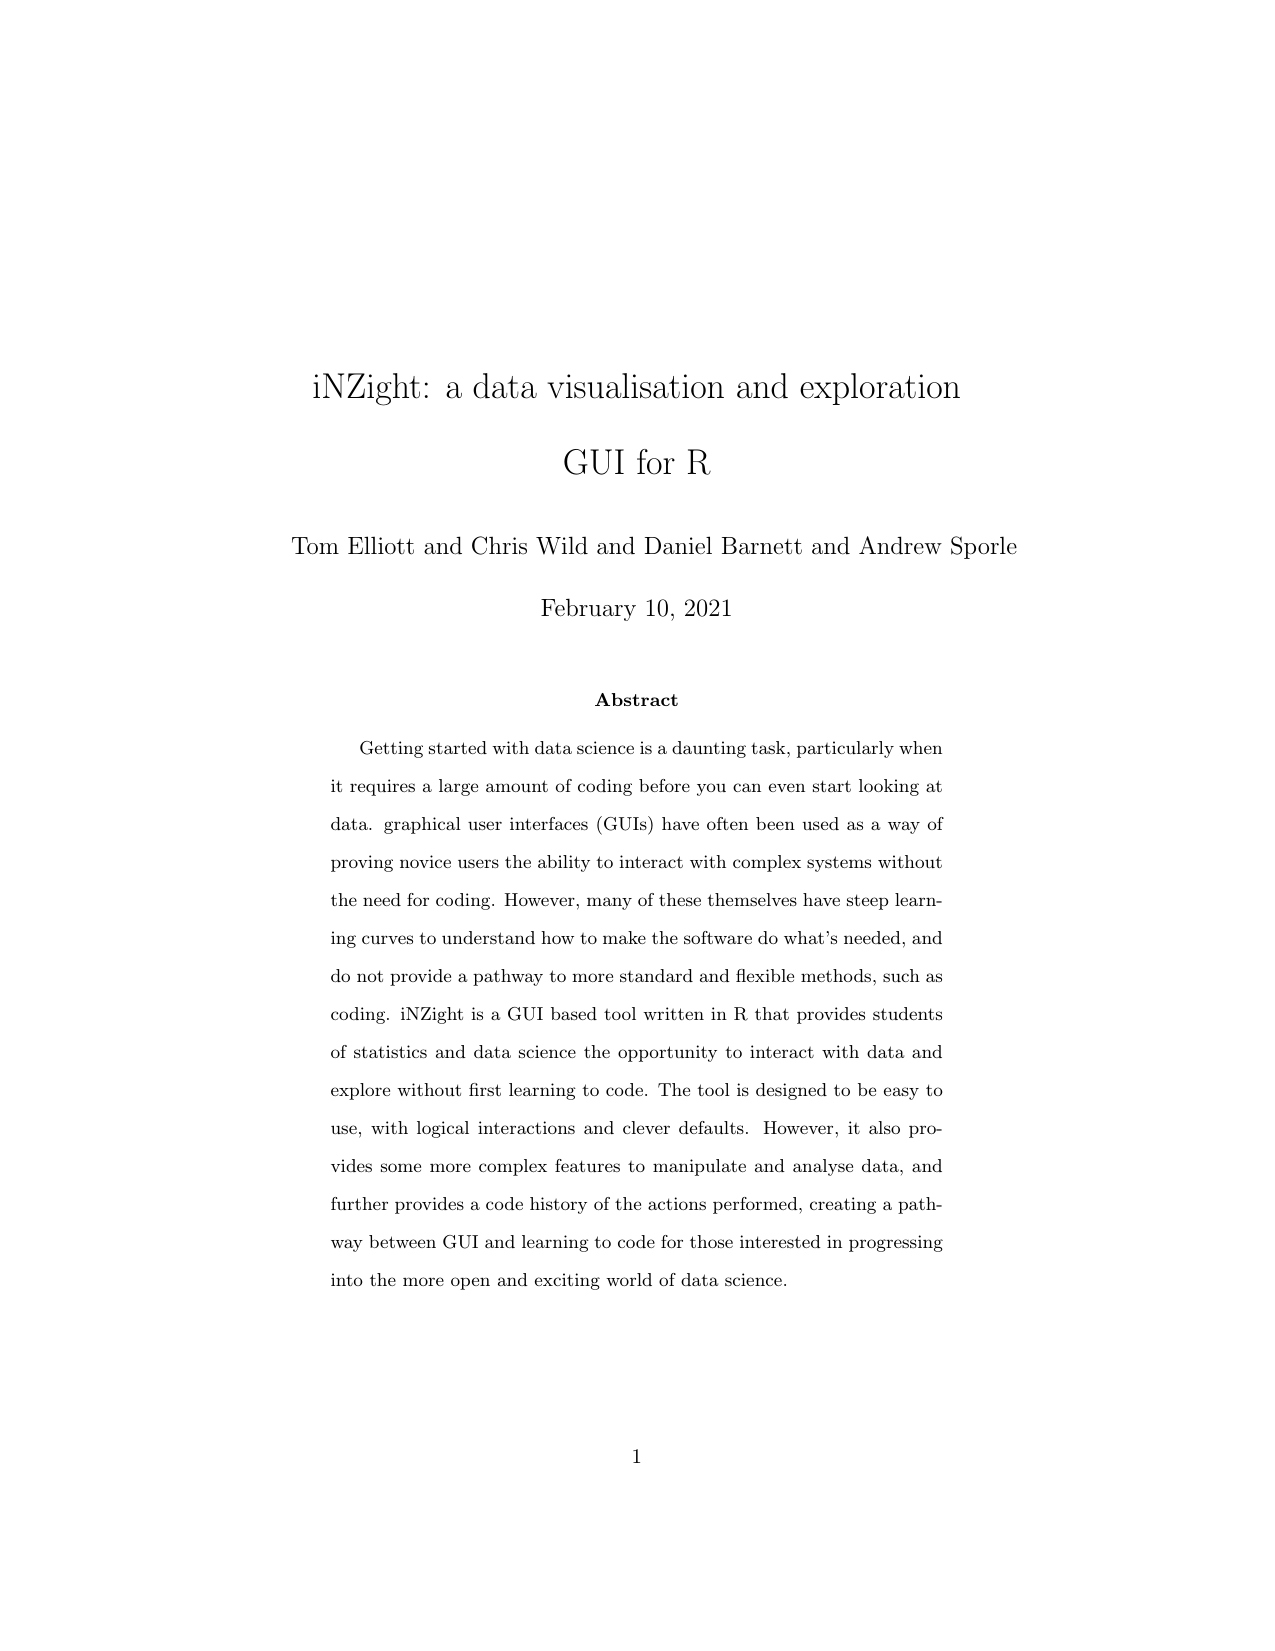 iNZight: a data visualisation and exploration
GUI for R
Tom Elliott and Chris Wild and Daniel Barnett and Andrew Sporle
February 10, 2021
Abstract
Getting started with data science is a daunting task, particularly when
it requires a large amount of coding before you can even start looking at
data. graphical user interfaces (GUIs) have often been used as a way of
proving novice users the ability to interact with complex systems without
the need for coding. However, many of these themselves have steep learn-
ing curves to understand how to make the software do what's needed, and
do not provide a pathway to more standard and flexible methods, such as
coding. iNZight is a GUI based tool written in R that provides students
of statistics and data science the opportunity to interact with data and
explore without first learning to code. The tool is designed to be easy to
use, with logical interactions and clever defaults. However, it also pro-
vides some more complex features to manipulate and analyse data, and
further provides a code history of the actions performed, creating a path-
way between GUI and learning to code for those interested in progressing
into the more open and exciting world of data science.
1